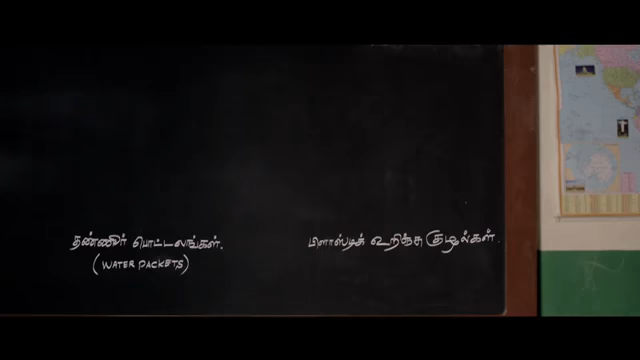 தண்ணீர் பொட்டலங்கள்.
(WATER PACKETS)
பிளாஸ்டிக் உறிஞ்சு குழல்கள்.